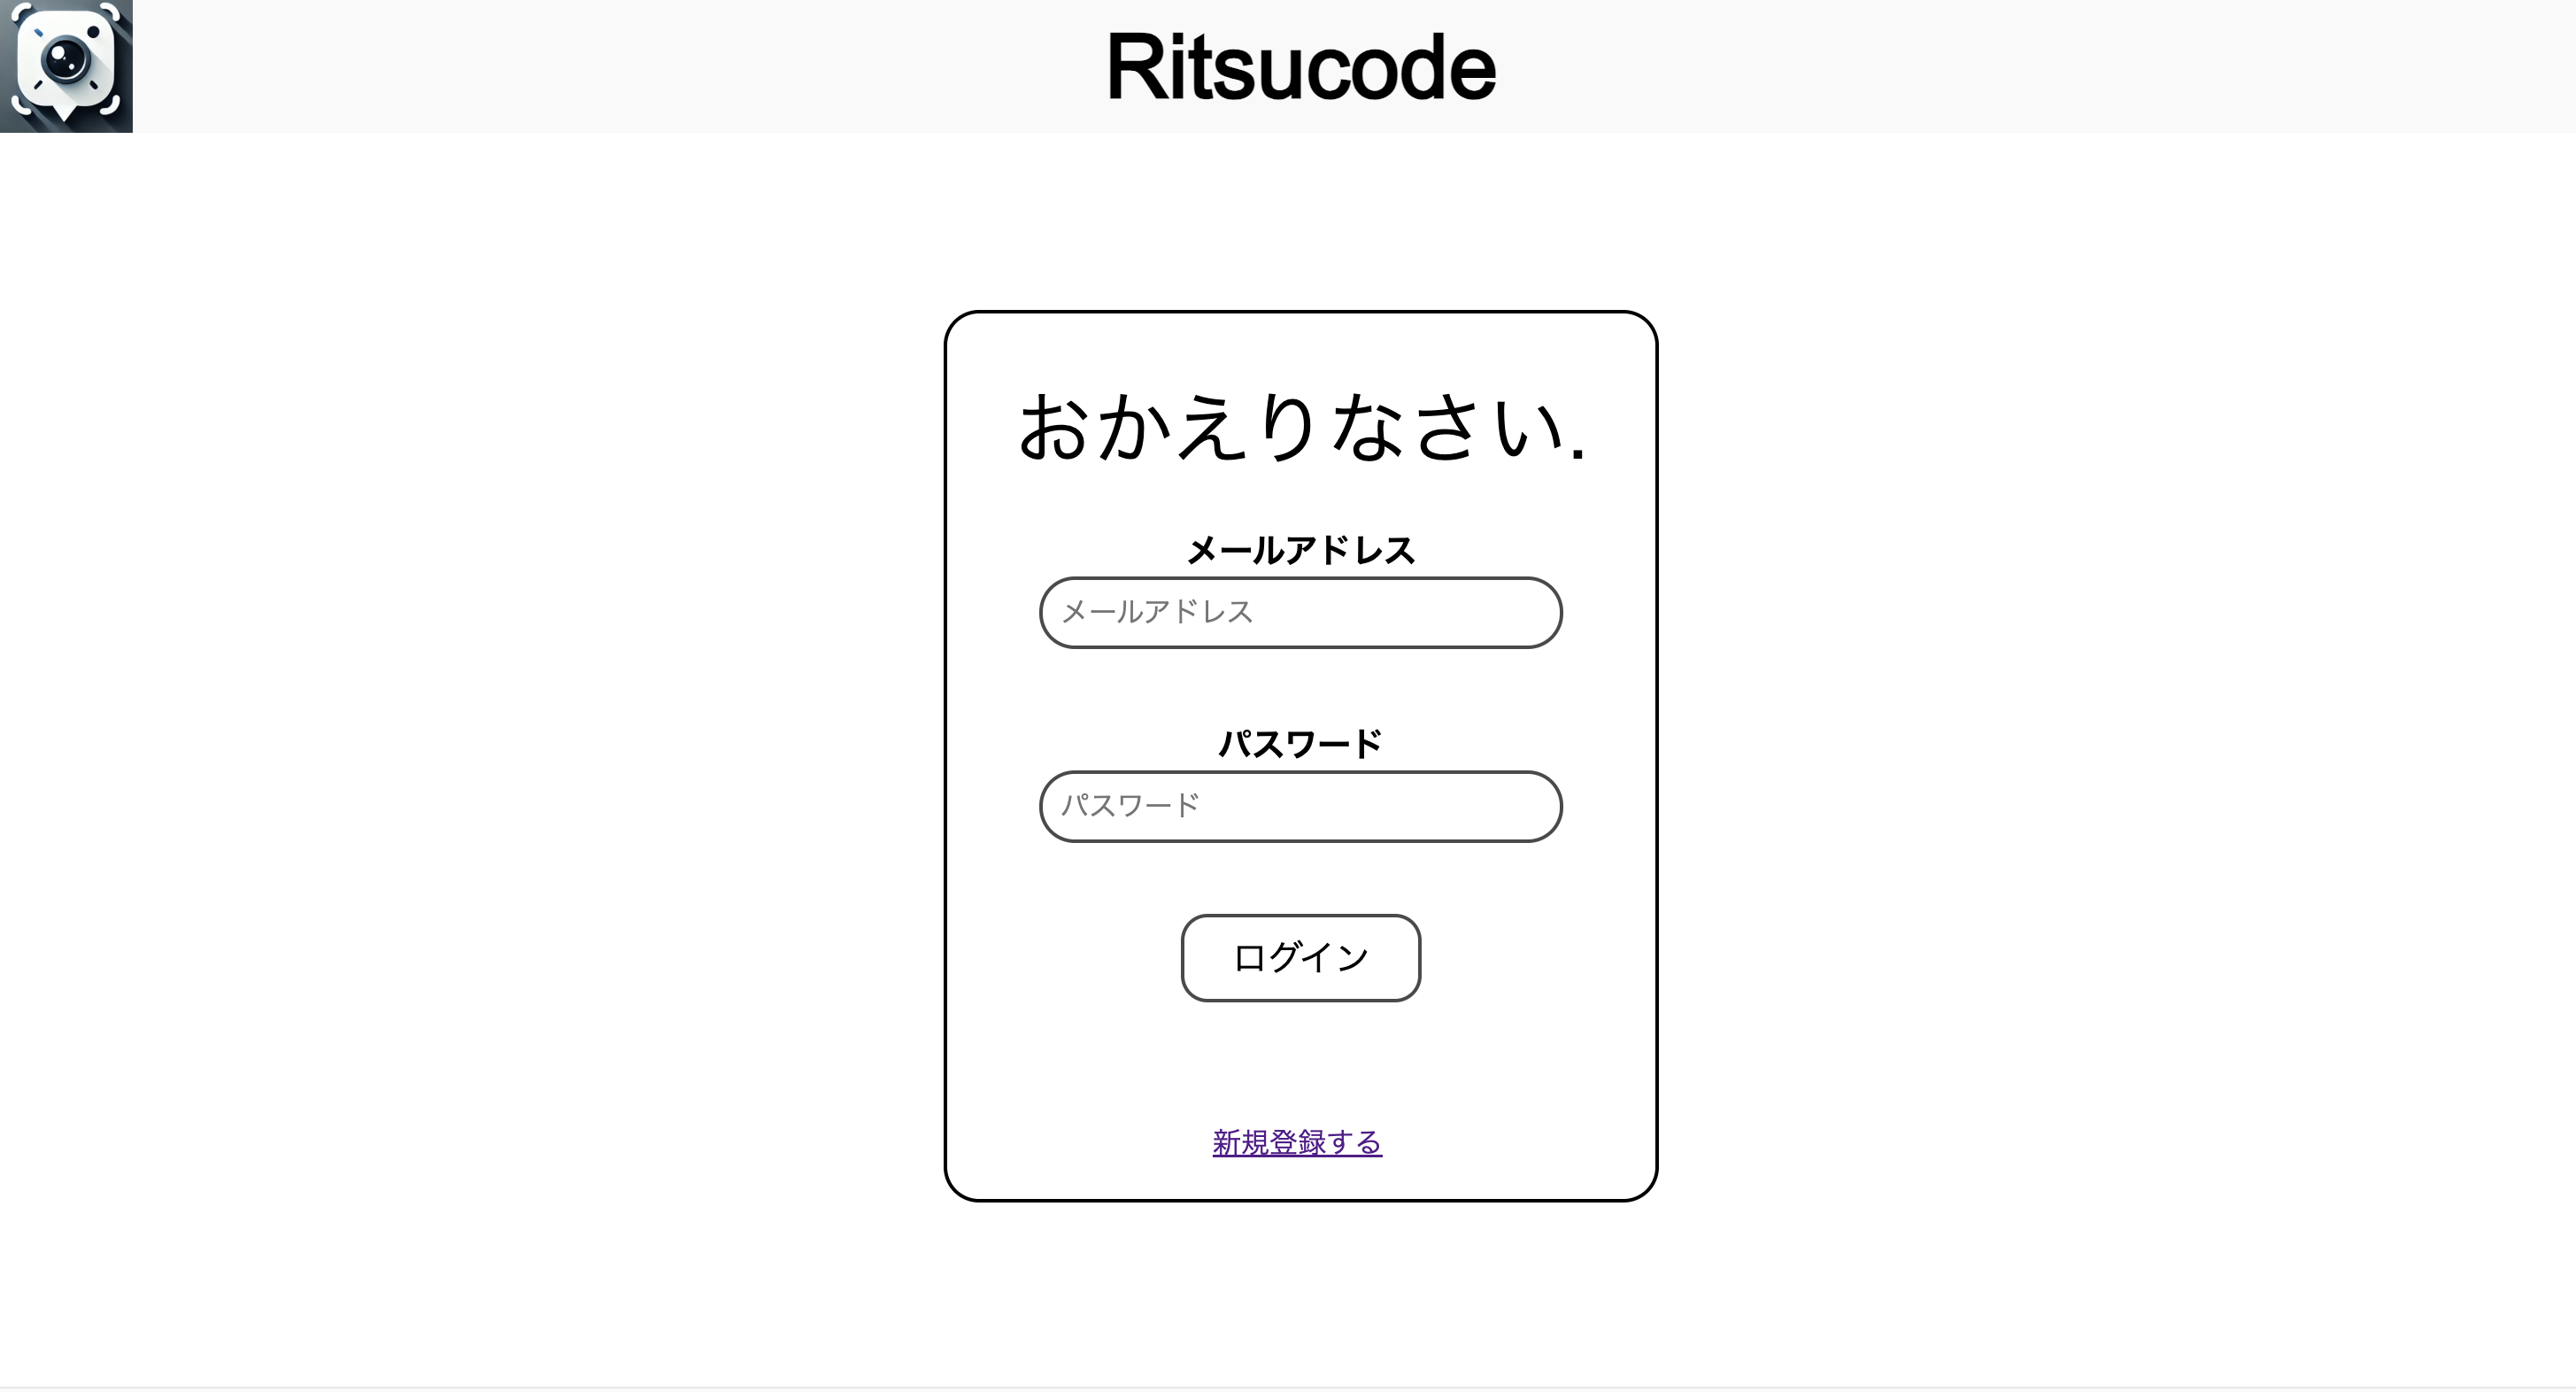 Ritsucode
おかえりなさい.
メールアドレス
メールアドレス
パスワード
パスワード
ログイン
新規登録する